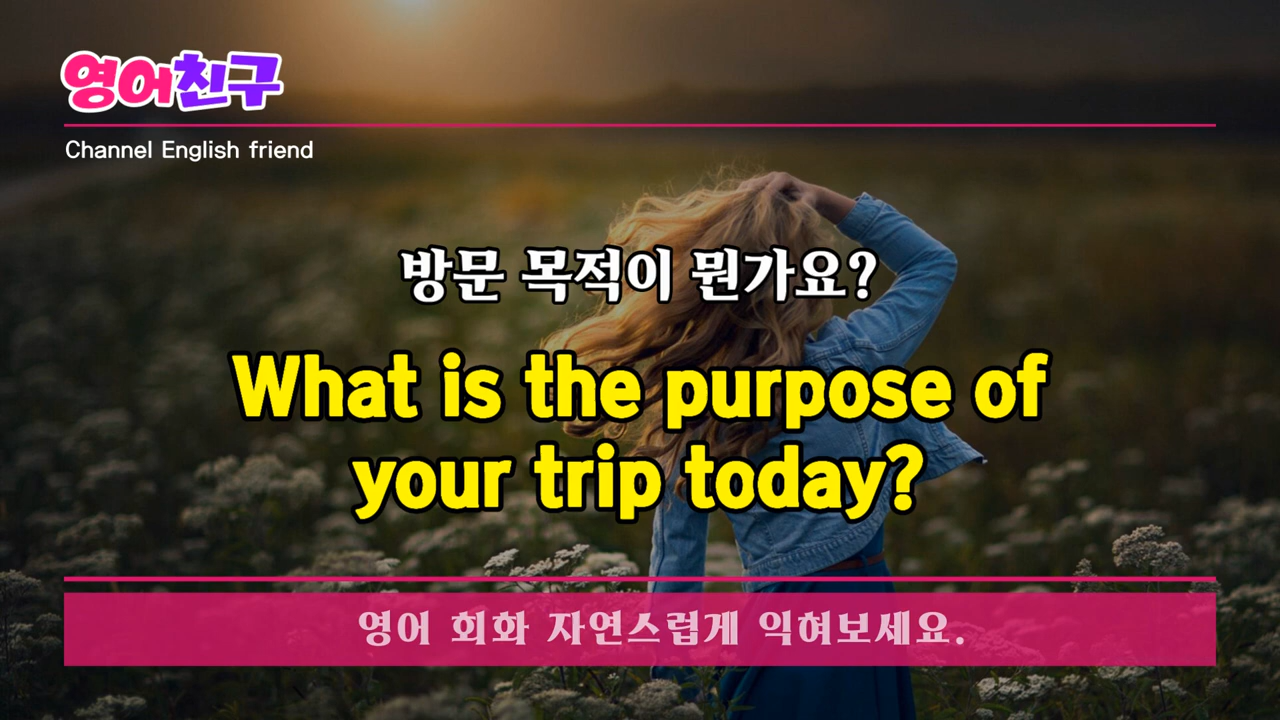 영어친구
Channel English friend
방문 목적이 뭔가요?
What is the purpose of
your trip today?
영어 회화 자연스럽게 익혀보세요.